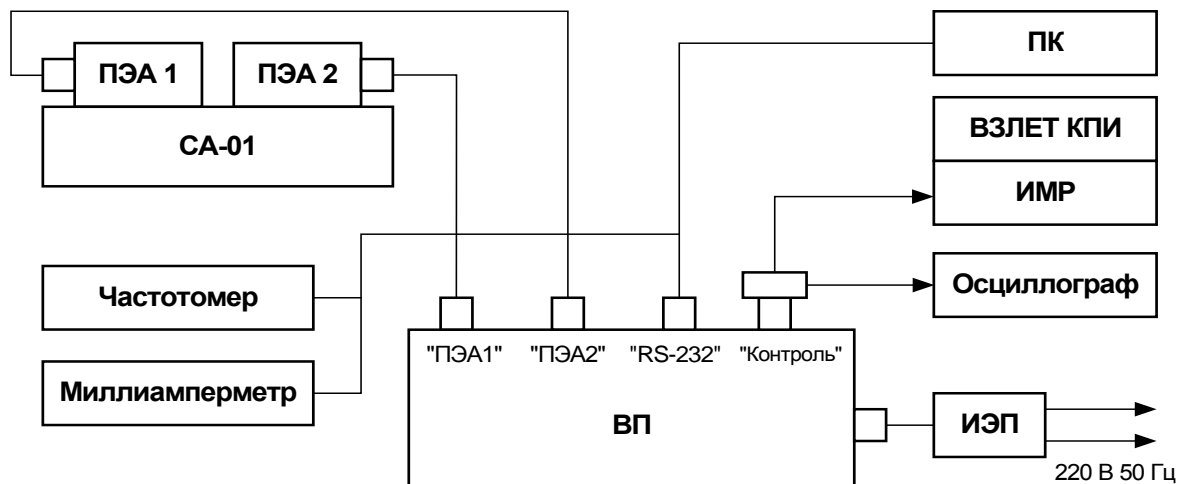 ПЭА 1
ПЭА 2
СА-01
ПК
ВЗЛЕТ КПИ
ИМР
Частотомер
Осциллограф
Миллиамперметр
"ПЭА1"
"ПЭА2"
"RS-232"
"Контроль"
ВП
ИЭП
220 В 50 Гц